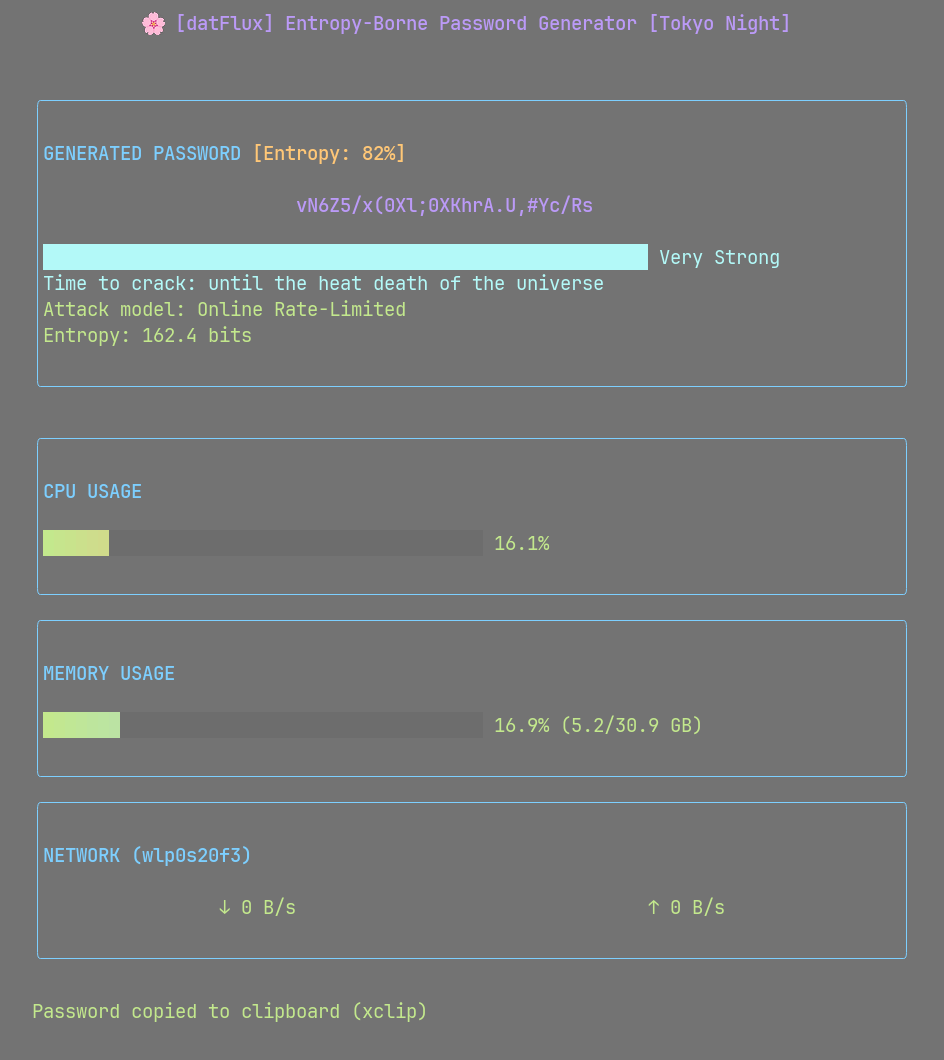 🌸 [datFlux] Entropy-Borne Password Generator [Tokyo Night]
GENERATED PASSWORD [Entropy: 82%]
vN6Z5/x(0Xl;0XKhrA.U,#Yc/Rs
Very Strong
Time to crack: until the heat death of the universe
Attack model: Online Rate-Limited
Entropy: 162.4 bits
CPU USAGE
16.1%
MEMORY USAGE
16.9% (5.2/30.9 GB)
NETWORK (wlp0s20f3)
↓ 0 B/s ↑ 0 B/s
Password copied to clipboard (xclip)